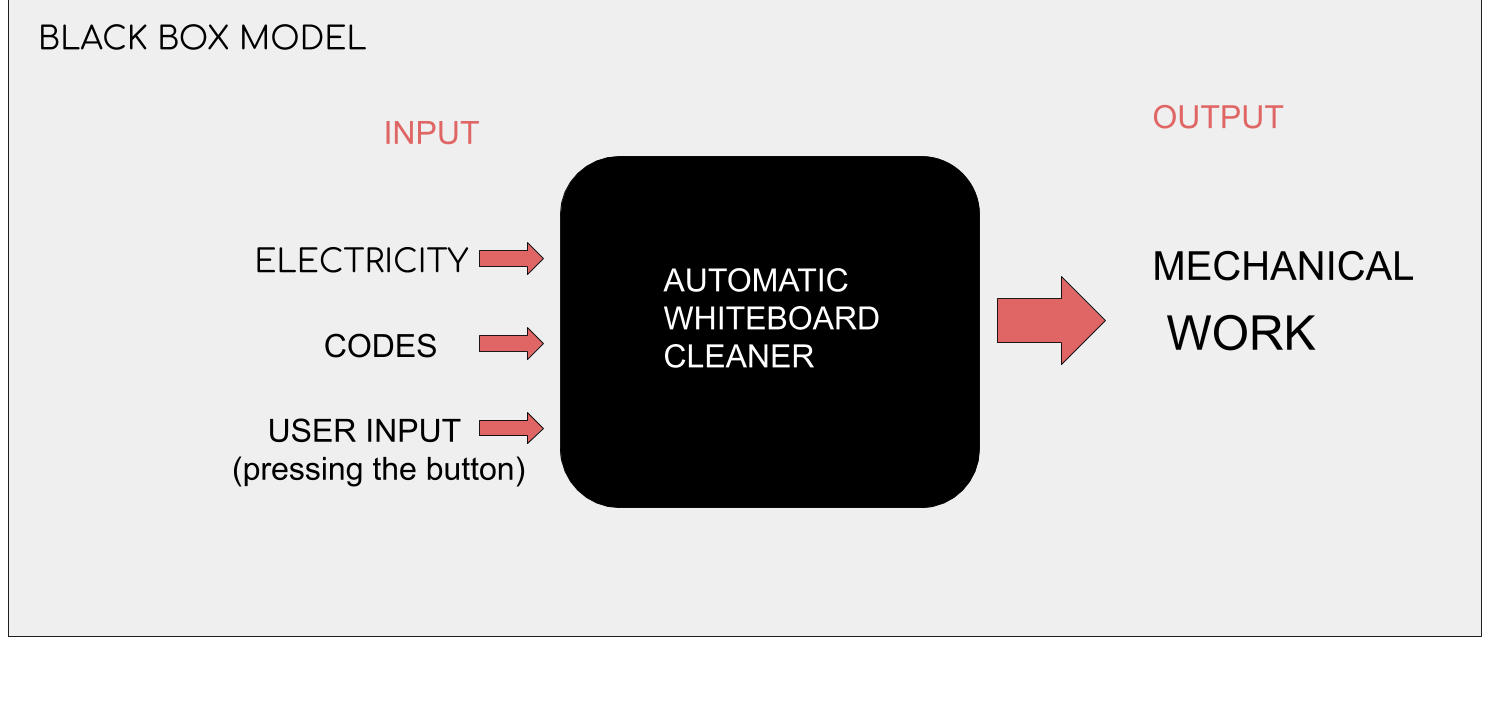 BLACK BOX MODEL
INPUT
OUTPUT
ELECTRICITY
CODES
USER INPUT
(pressing the button)
AUTOMATIC
WHITEBOARD
CLEANER
MECHANICAL
WORK